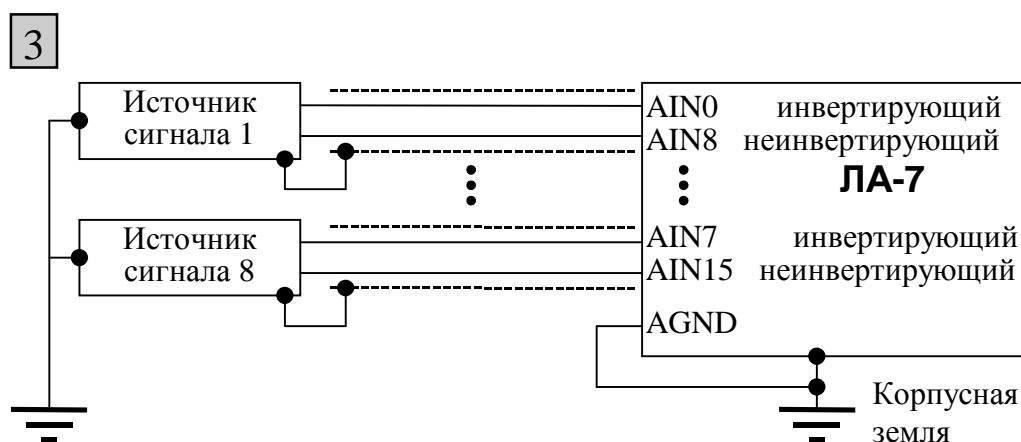 3
Источник
сигнала 1
AIN0 инвертирующий
AIN8 неинвертирующий
ЛА-7
Источник
сигнала 8
AIN7 инвертирующий
AIN15 неинвертирующий
AGND
Корпусная
земля